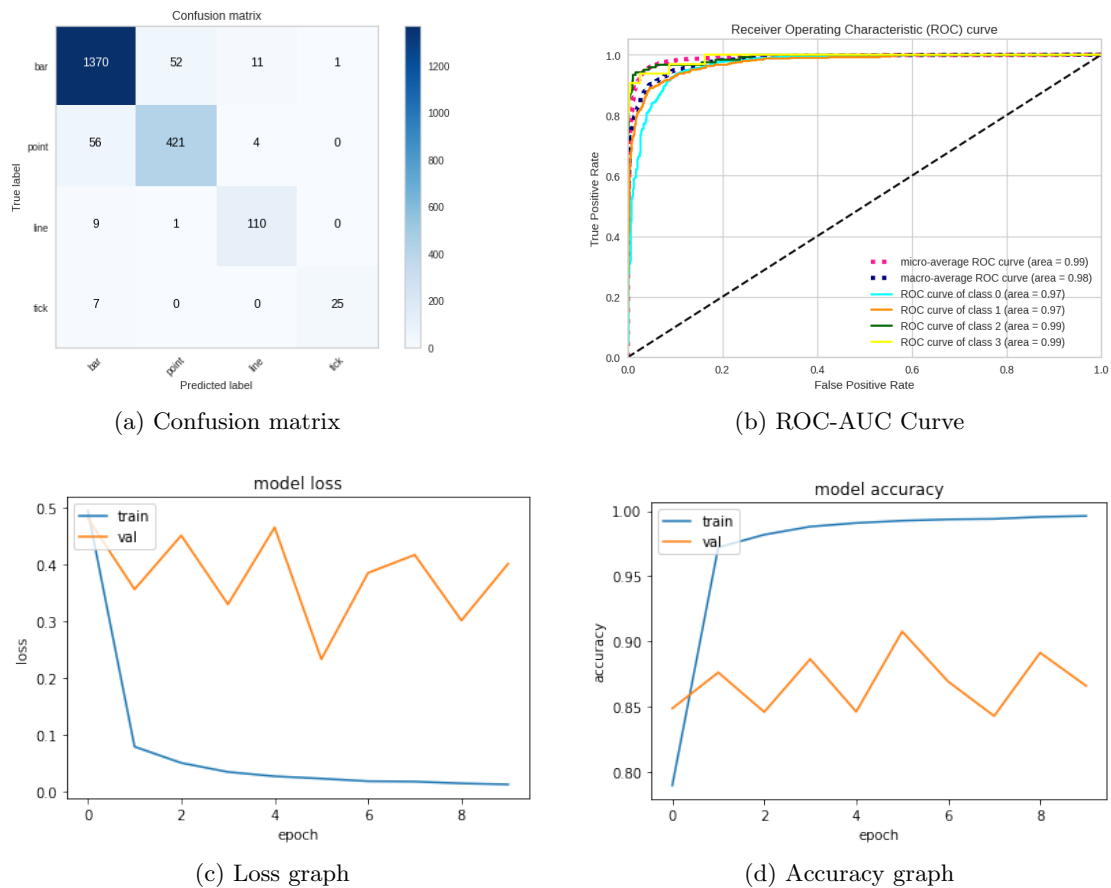 Confusion matrix
True label
bar
point
line
tick
1370 52 11 1
56 421 4 0
9 1 110 0
7 0 0 25
bar point line tick
Predicted label
1200
1000
800
600
400
200
0
(a) Confusion matrix
Receiver Operating Characteristic (ROC) curve
True Positive Rate
1.0
0.8
0.6
0.4
0.2
0.0
micro-average ROC curve (area = 0.99)
macro-average ROC curve (area = 0.98)
ROC curve of class 0 (area = 0.97)
ROC curve of class 1 (area = 0.97)
ROC curve of class 2 (area = 0.99)
ROC curve of class 3 (area = 0.99)
0.0 0.2 0.4 0.6 0.8 1.0
False Positive Rate
(b) ROC-AUC Curve
model loss
loss
0.5
0.4
0.3
0.2
0.1
0.0
train
val
0 2 4 6 8
epoch
(c) Loss graph
model accuracy
accuracy
1.00
0.95
0.90
0.85
0.80
train
val
0 2 4 6 8
epoch
(d) Accuracy graph